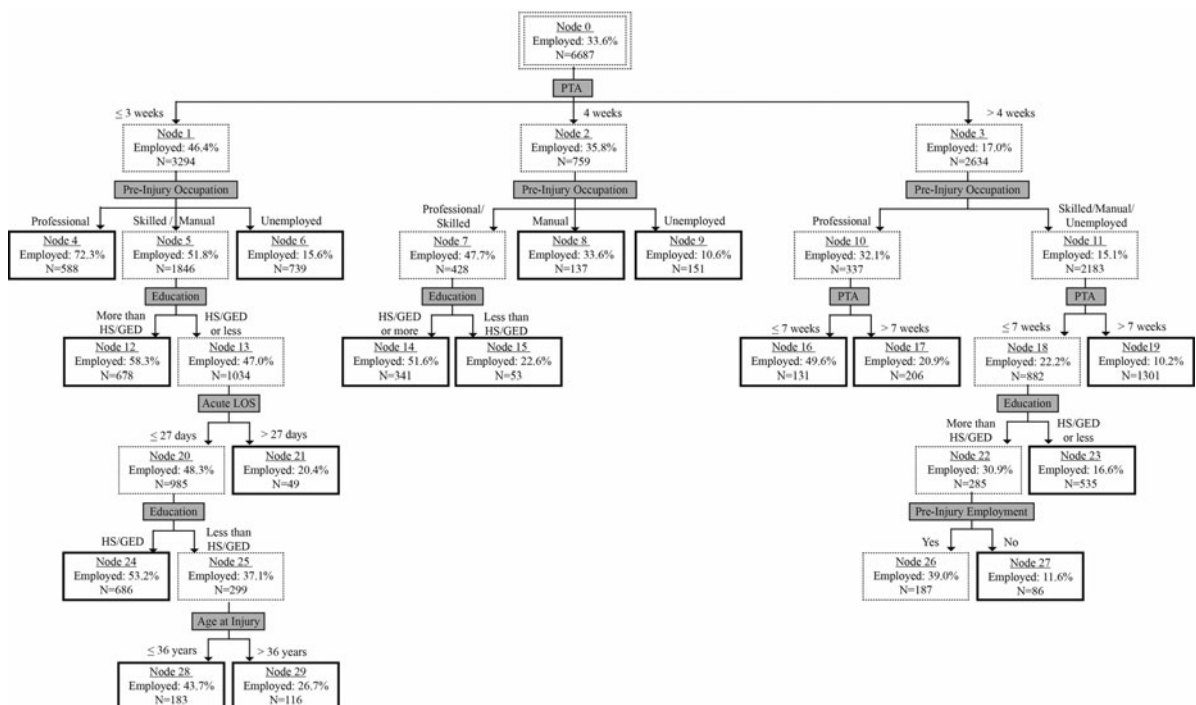 Node 0
Employed: 33.6%
N=6687
PTA
≤ 3 weeks
4 weeks
> 4 weeks
Node 1
Employed: 46.4%
N=3294
Node 2
Employed: 35.8%
N=759
Node 3
Employed: 17.0%
N=2634
Pre-Injury Occupation
Pre-Injury Occupation
Pre-Injury Occupation
Professional
Skilled / Manual
Unemployed
Professional/
Skilled
Manual
Unemployed
Professional
Skilled/Manual/
Unemployed
Node 4
Employed: 72.3%
N=588
Node 5
Employed: 51.8%
N=1846
Node 6
Employed: 15.6%
N=739
Node 7
Employed: 47.7%
N=428
Node 8
Employed: 33.6%
N=137
Node 9
Employed: 10.6%
N=151
Node 10
Employed: 32.1%
N=337
Node 11
Employed: 15.1%
N=2183
Education
Education
PTA
PTA
More than
HS/GED
HS/GED
or less
HS/GED
or more
Less than
HS/GED
≤ 7 weeks
> 7 weeks
≤ 7 weeks
> 7 weeks
Node 12
Employed: 58.3%
N=678
Node 13
Employed: 47.0%
N=1034
Node 14
Employed: 51.6%
N=341
Node 15
Employed: 22.6%
N=53
Node 16
Employed: 49.6%
N=131
Node 17
Employed: 20.9%
N=206
Node 18
Employed: 22.2%
N=882
Node19
Employed: 10.2%
N=1301
Acute LOS
Education
≤ 27 days
> 27 days
More than
HS/GED
HS/GED
or less
Node 20
Employed: 48.3%
N=985
Node 21
Employed: 20.4%
N=49
Node 22
Employed: 30.9%
N=285
Node 23
Employed: 16.6%
N=535
Education
Pre-Injury Employment
HS/GED
Less than
HS/GED
Yes
No
Node 24
Employed: 53.2%
N=686
Node 25
Employed: 37.1%
N=299
Node 26
Employed: 39.0%
N=187
Node 27
Employed: 11.6%
N=86
Age at Injury
≤ 36 years
> 36 years
Node 28
Employed: 43.7%
N=183
Node 29
Employed: 26.7%
N=116